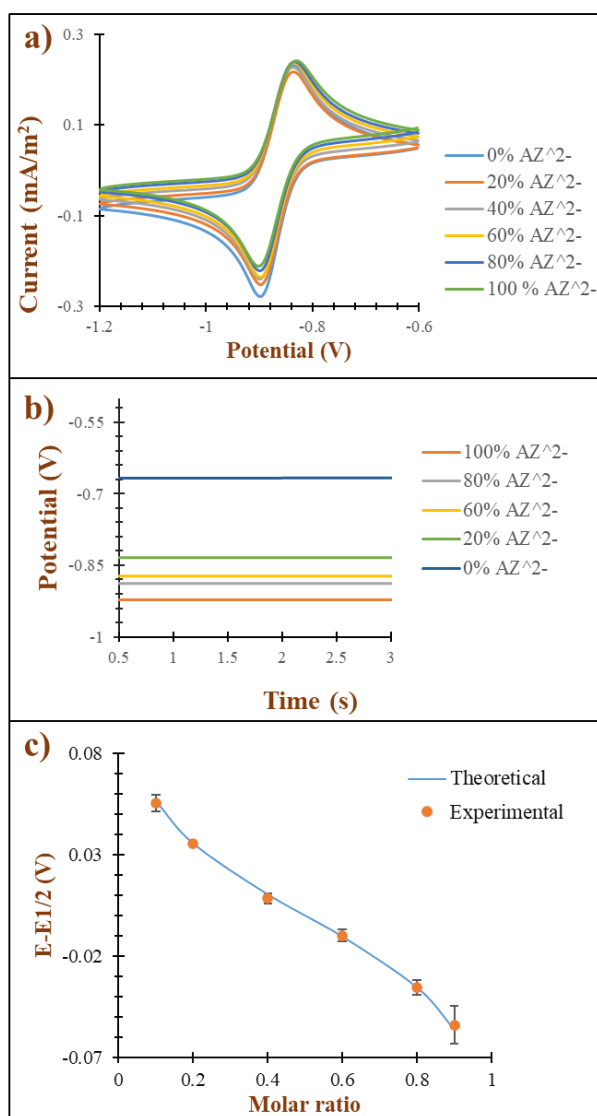 a)
0.3
0.1
-0.1
-0.3
Current (mA/m²)
-1.2
-1
-0.8
-0.6
Potential (V)
0% AZ^2-
20% AZ^2-
40% AZ^2-
60% AZ^2-
80% AZ^2-
100 % AZ^2-
b)
-0.55
-0.7
-0.85
-1
Potential (V)
0.5
1
1.5
2
2.5
3
Time (s)
100% AZ^2-
80% AZ^2-
60% AZ^2-
20% AZ^2-
0% AZ^2-
c)
0.08
0.03
-0.02
-0.07
E-E1/2 (V)
0
0.2
0.4
0.6
0.8
1
Molar ratio
Theoretical
Experimental